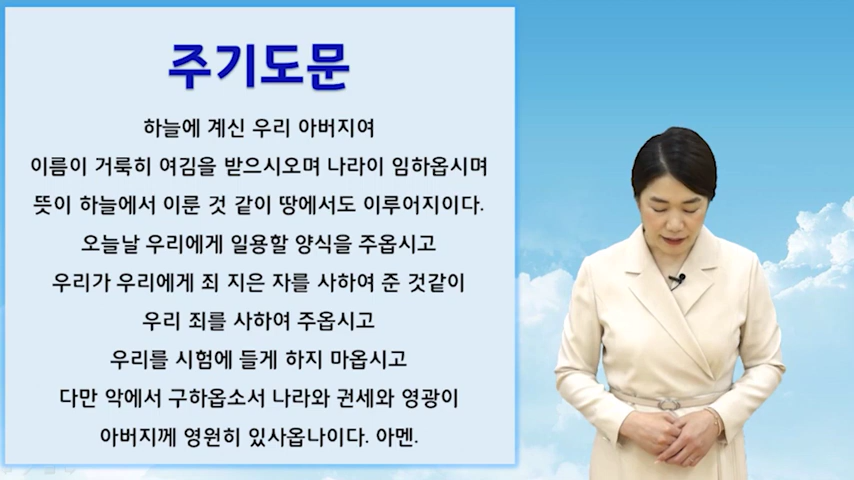 주기도문
하늘에 계신 우리 아버지여
이름이 거룩히 여김을 받으시오며 나라이 임하옵시며
뜻이 하늘에서 이룬 것 같이 땅에서도 이루어지이다.
오늘날 우리에게 일용할 양식을 주옵시고
우리가 우리에게 죄 지은 자를 사하여 준 것같이
우리 죄를 사하여 주옵시고
우리를 시험에 들게 하지 마옵시고
다만 악에서 구하옵소서 나라와 권세와 영광이
아버지께 영원히 있사옵나이다. 아멘.